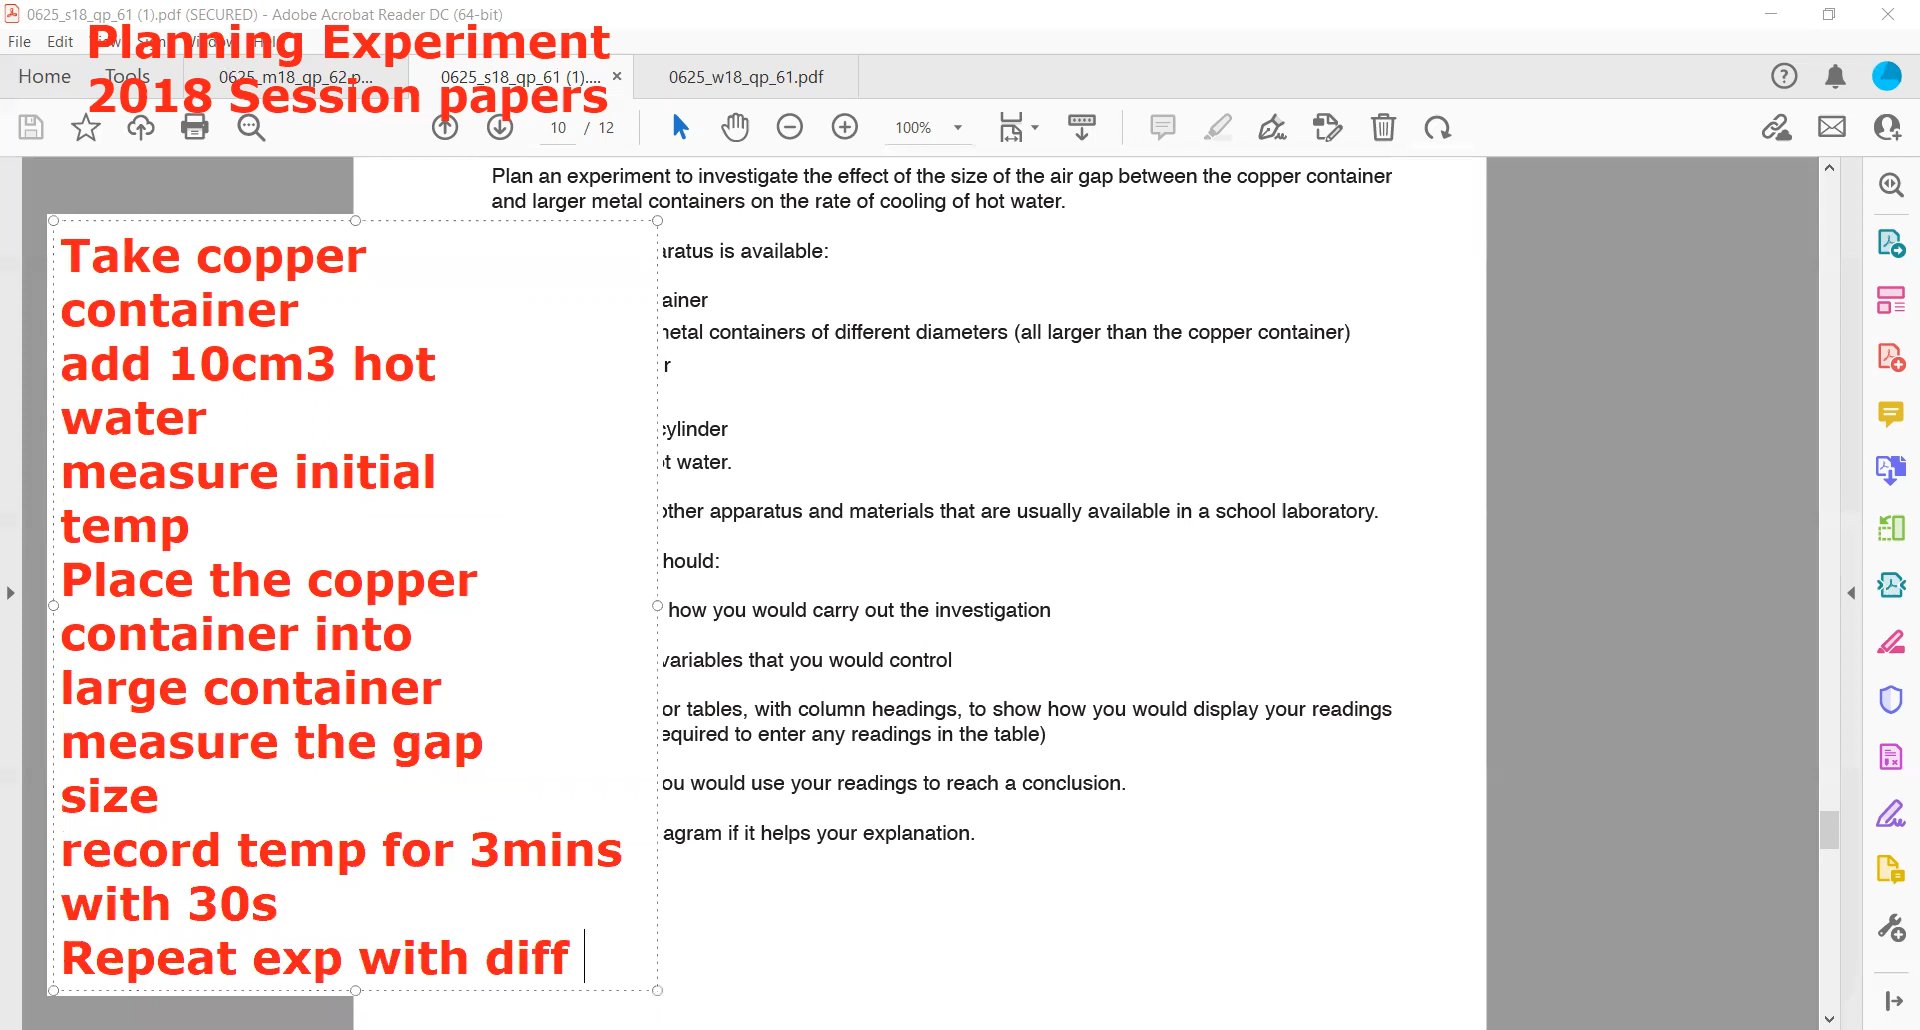 0625_s18_qp_61 (1).pdf (SECURED) - Adobe Acrobat Reader DC (64-bit)
File Edit
Planning Experiment
Home Tools 0625_m18_qp_62.p... 0625_s18_qp_61 (1).... × 0625_w18_qp_61.pdf
2018 Session papers
10 / 12 100%
Plan an experiment to investigate the effect of the size of the air gap between the copper container
and larger metal containers on the rate of cooling of hot water.
Take copper
container
add 10cm3 hot
water
measure initial
temp
Place the copper
container into
large container
measure the gap
size
record temp for 3mins
with 30s
Repeat exp with diff
ratus is available:
ainer
etal containers of different diameters (all larger than the copper container)
r
ylinder
t water.
ther apparatus and materials that are usually available in a school laboratory.
hould:
how you would carry out the investigation
variables that you would control
or tables, with column headings, to show how you would display your readings
equired to enter any readings in the table)
ou would use your readings to reach a conclusion.
agram if it helps your explanation.